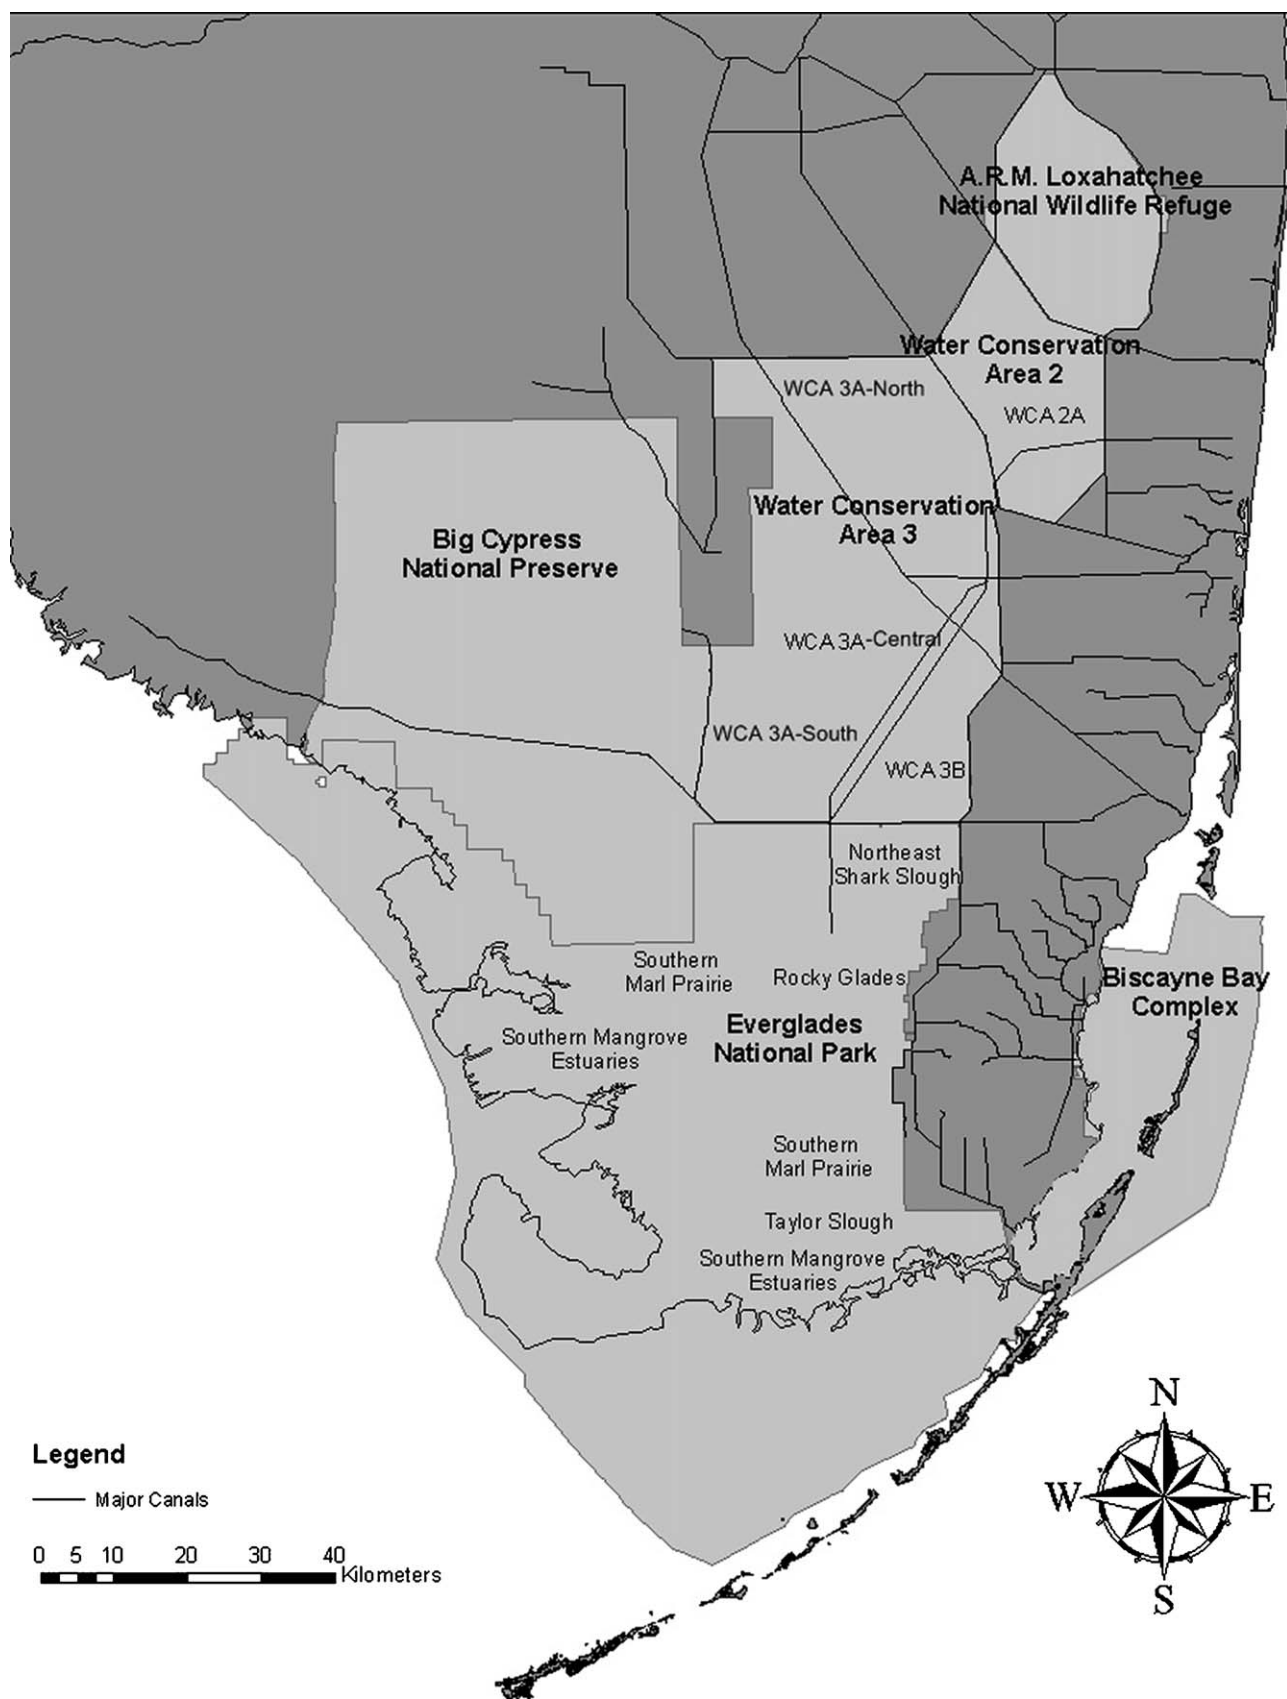 A.R.M. Loxahatchee
National Wildlife Refuge
Water Conservation
Area 2
WCA 3A-North
WCA 2A
Water Conservation
Area 3
Big Cypress
National Preserve
WCA 3A-Central
WCA 3A-South
WCA 3B
Northeast
Shark Slough
Southern
Marl Prairie
Rocky Glades
Biscayne Bay
Complex
Everglades
National Park
Southern Mangrove
Estuaries
Southern
Marl Prairie
Taylor Slough
Southern Mangrove
Estuaries
Legend
Major Canals
0 5 10 20 30 40
Kilometers
N
W E
S